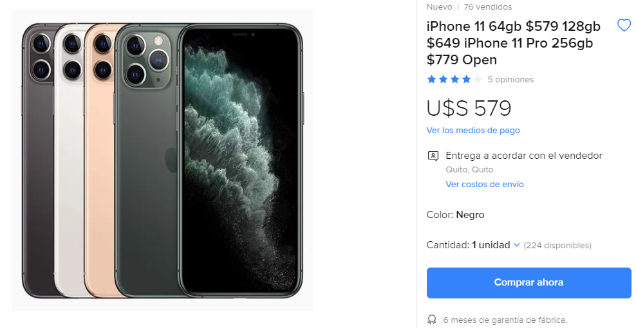 Nuevo | 76 vendidos
iPhone 11 64gb $579 128gb
$649 iPhone 11 Pro 256gb
$779 Open
5 opiniones
U$S 579
Ver los medios de pago
Entrega a acordar con el vendedor
Quito, Quito
Ver costos de envío
Color: Negro
Cantidad: 1 unidad (224 disponibles)
Comprar ahora
6 meses de garantía de fábrica.